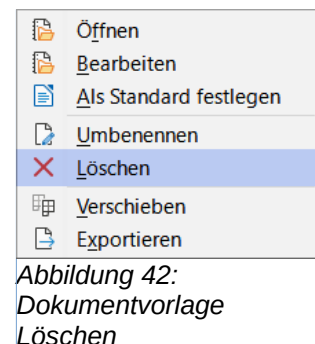 Öffnen
Bearbeiten
Als Standard festlegen
Umbenennen
Löschen
Verschieben
Exportieren
Abbildung 42:
Dokumentvorlage
Löschen